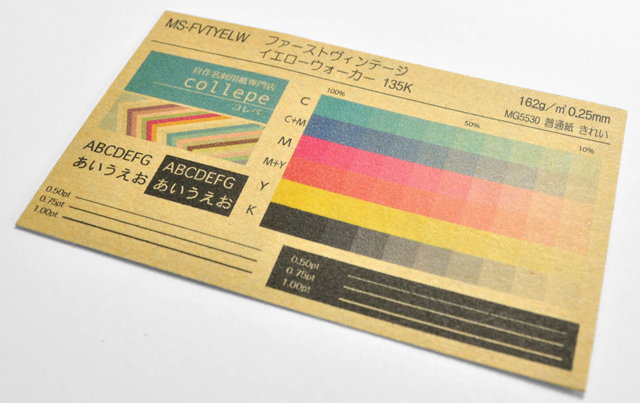 MS-FVTYELW ファーストヴィンテージ
イエローウォーカー 135K
162g/㎡ 0.25mm
MG5530 普通紙 きれい
自作名刺用紙専門店
collepe
コレペ
100% 50% 10%
C
C+M
M
M+Y
Y
K
ABCDEFG
あいうえお
ABCDEFG
あいうえお
0.50pt
0.75pt
1.00pt
0.50pt
0.75pt
1.00pt